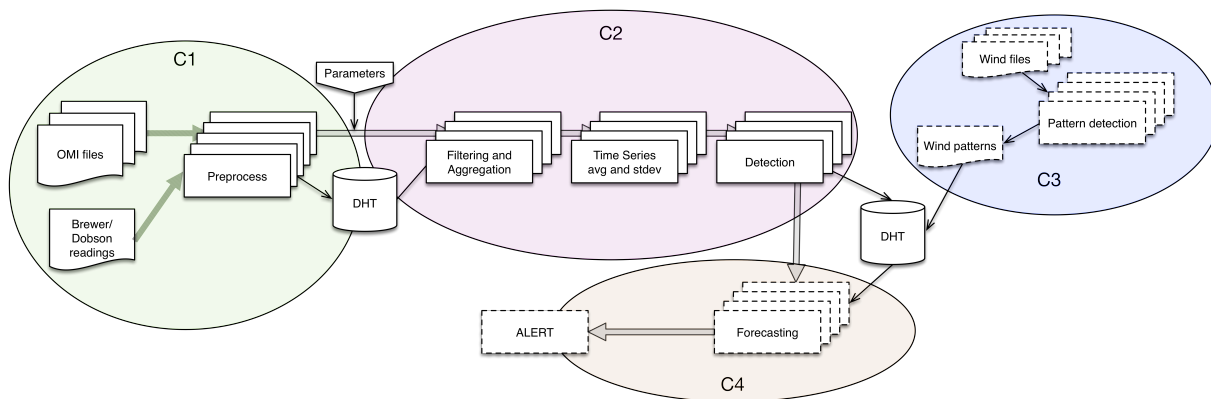 C1
OMI files
Preprocess
Brewer/
Dobson
readings
Parameters
DHT
C2
Filtering and
Aggregation
Time Series
avg and stdev
Detection
C3
Wind files
Pattern detection
Wind patterns
DHT
C4
Forecasting
ALERT